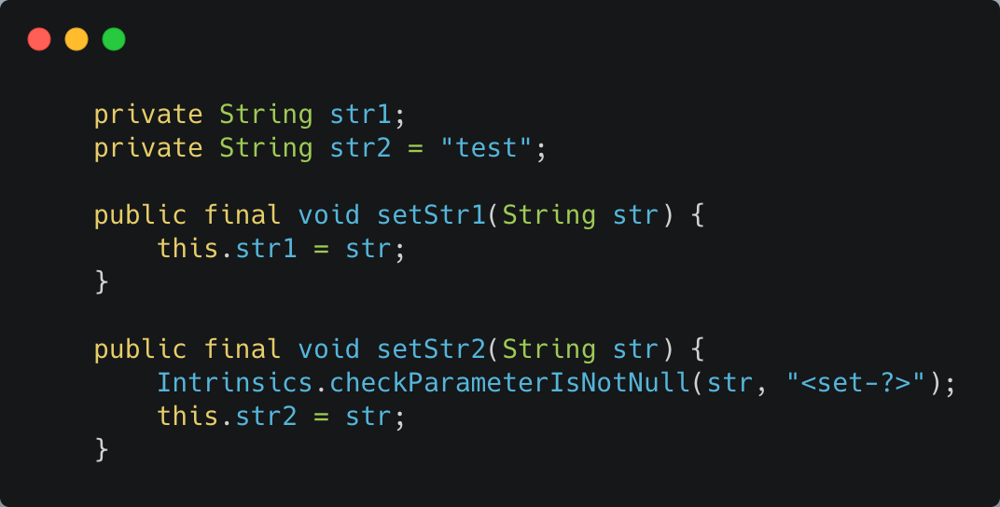 private String str1;
private String str2 = "test";
public final void setStr1(String str) {
this.str1 = str;
}
public final void setStr2(String str) {
Intrinsics.checkParameterIsNotNull(str, "<set-?>");
this.str2 = str;
}